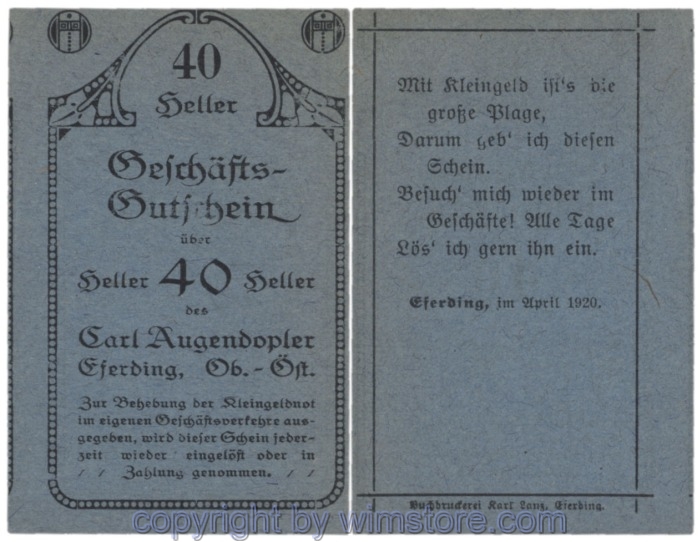 40
Heller
Geschäfts-
Gutschein
über
Heller 40 Heller
des
Carl Augendopler
Eferding, Ob.-Öst.
Zur Behebung der Kleingeldnot
im eigenen Geschäftsverkehre aus-
gegeben, wird dieser Schein jeder-
zeit wieder eingelöst oder in
/ / Zahlung genommen. / /
Mit Kleingeld ist's die
große Plage,
Darum geb' ich diesen
Schein.
Besuch' mich wieder im
Geschäfte! Alle Tage
Lös' ich gern ihn ein.
Eferding, im April 1920.
Buchdruckerei Karl Lanz, Eferding.
copyright by wimstore.com